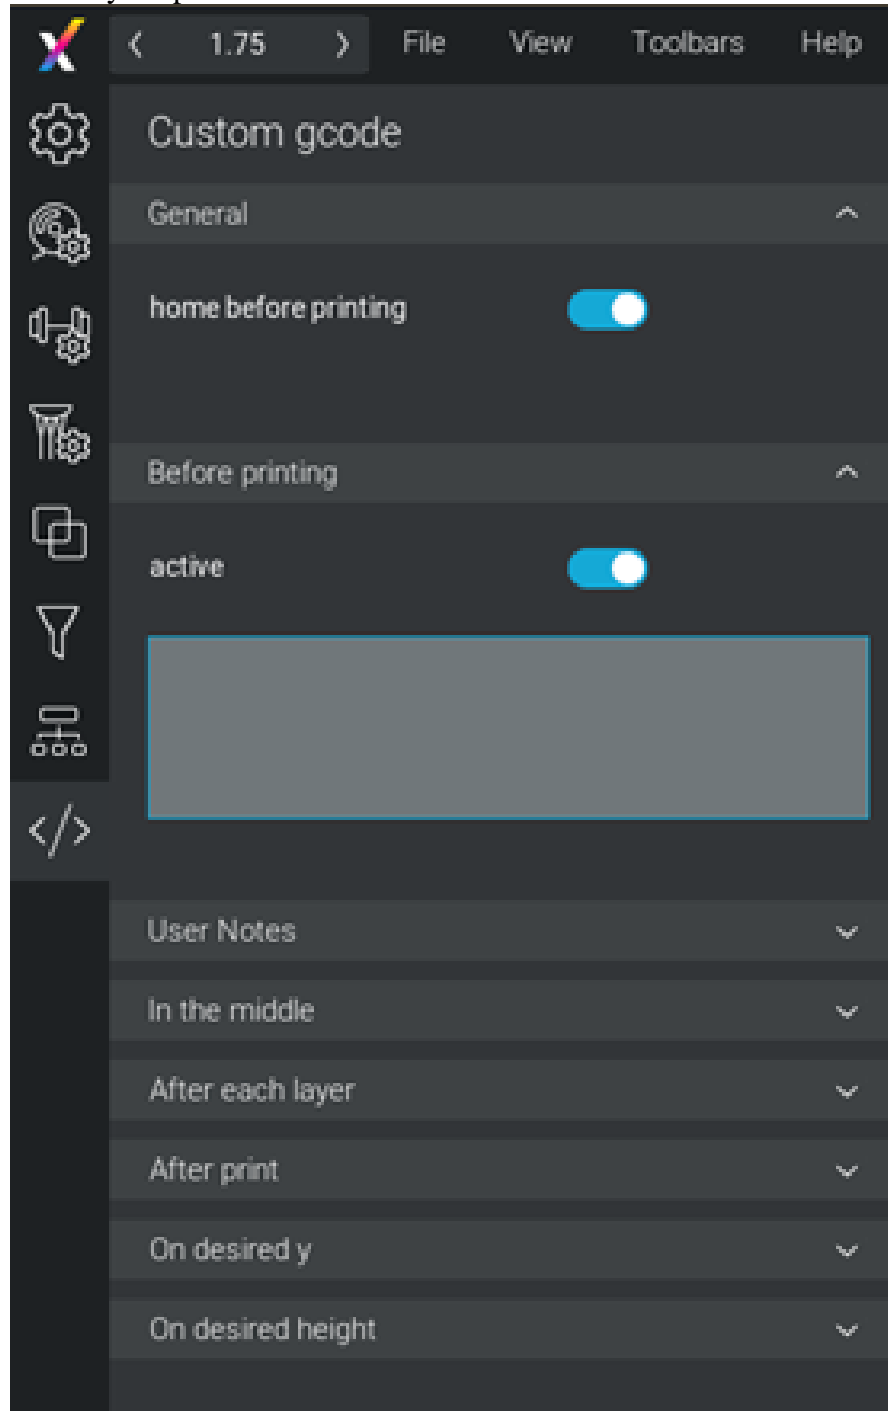 1.75 File View Toolbars Help
Custom gcode
General
home before printing
Before printing
active
</>
User Notes
In the middle
After each layer
After print
On desired y
On desired height